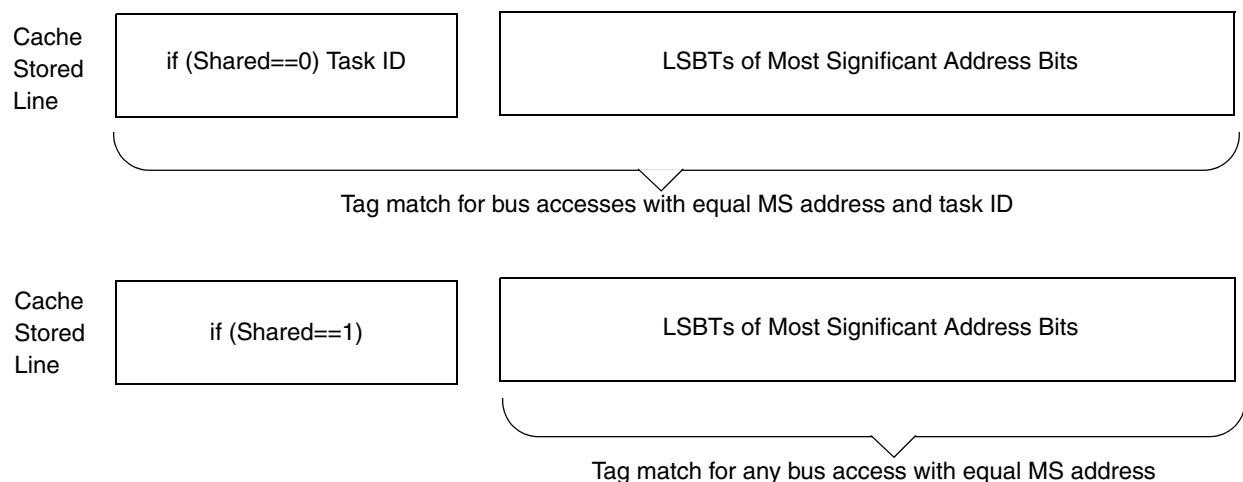 Cache
Stored
Line
if (Shared==0) Task ID
LSBTs of Most Significant Address Bits
Tag match for bus accesses with equal MS address and task ID
Cache
Stored
Line
if (Shared==1)
LSBTs of Most Significant Address Bits
Tag match for any bus access with equal MS address